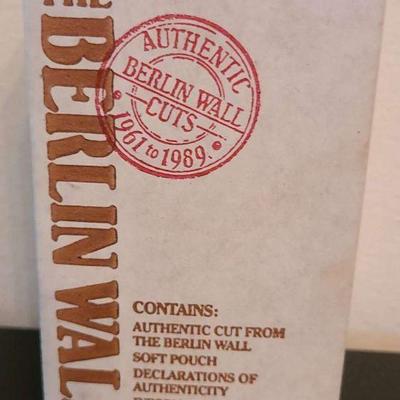 THE
BERLIN WAL
AUTHENTIC
BERLIN WALL
"CUTS"
1961 to 1989.
CONTAINS:
AUTHENTIC CUT FROM
THE BERLIN WALL
SOFT POUCH
DECLARATIONS OF
AUTHENTICITY